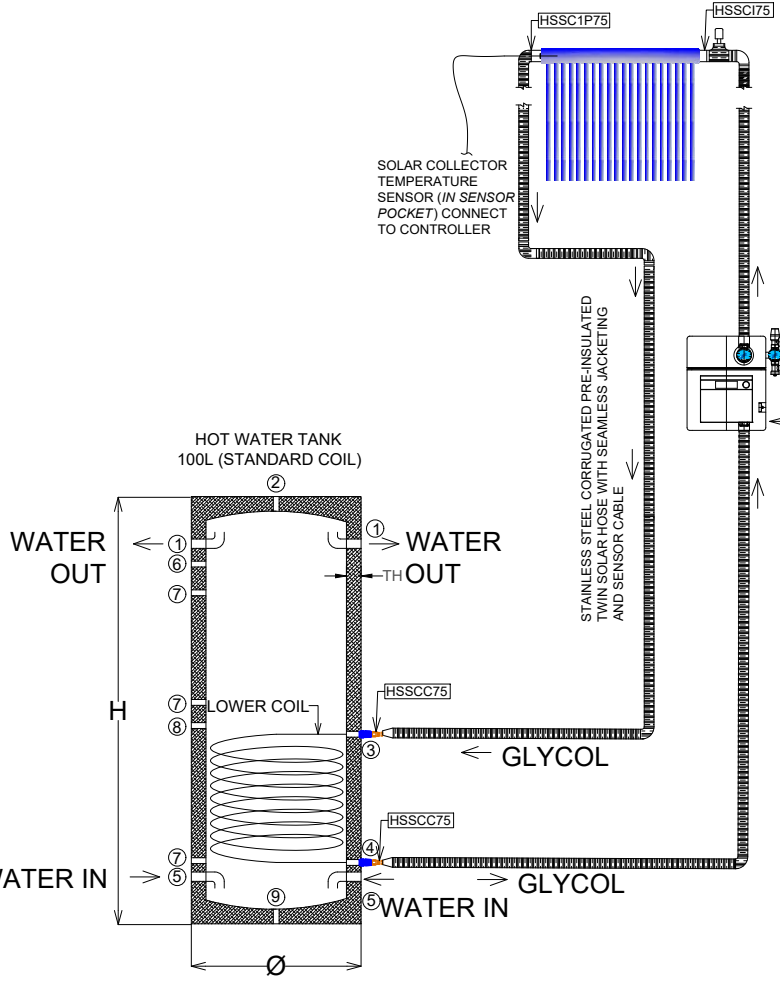 HSSC1P75
HSSCI75
SOLAR COLLECTOR
TEMPERATURE
SENSOR (IN SENSOR
POCKET) CONNECT
TO CONTROLLER
STAINLESS STEEL CORRUGATED PRE-INSULATED
TWIN SOLAR HOSE WITH SEAMLESS JACKETING
AND SENSOR CABLE
HOT WATER TANK
100L (STANDARD COIL)
2
WATER
OUT
1
1
WATER
OUT
6
TH
7
H
7
LOWER COIL
HSSCC75
8
3
GLYCOL
HSSCC75
7
4
WATER IN
5
GLYCOL
9
5
WATER IN
Ø